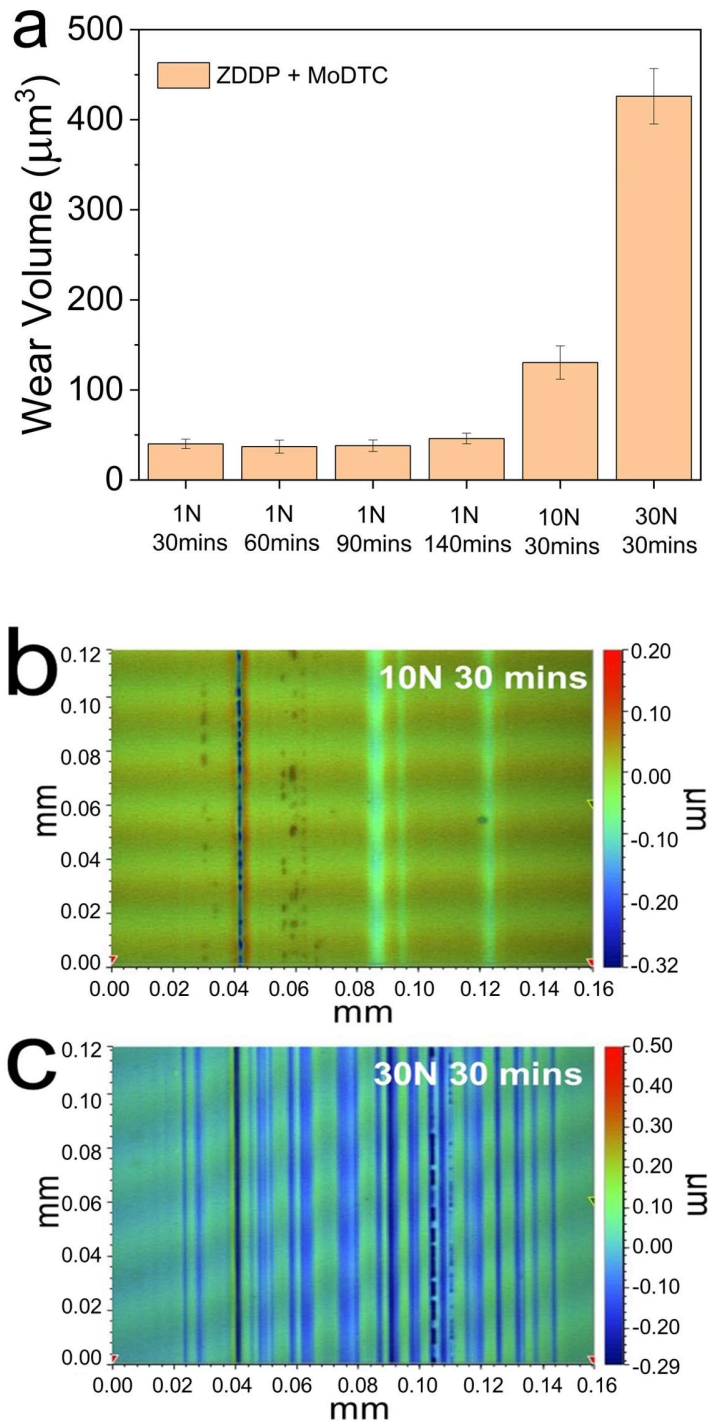 a
500
400
300
200
100
0
Wear Volume (μm³)
ZDDP + MoDTC
1N 1N 1N 1N 10N 30N
30mins 60mins 90mins 140mins 30mins 30mins
b
10N 30 mins
0.12
0.10
0.08
0.06
0.04
0.02
0.00
mm
0.00 0.02 0.04 0.06 0.08 0.10 0.12 0.14 0.16
mm
0.20
0.10
0.00
-0.10
-0.20
-0.32
μm
c
30N 30 mins
0.12
0.10
0.08
0.06
0.04
0.02
0.00
mm
0.00 0.02 0.04 0.06 0.08 0.10 0.12 0.14 0.16
mm
0.50
0.40
0.30
0.20
0.10
0.00
-0.10
-0.20
-0.29
μm